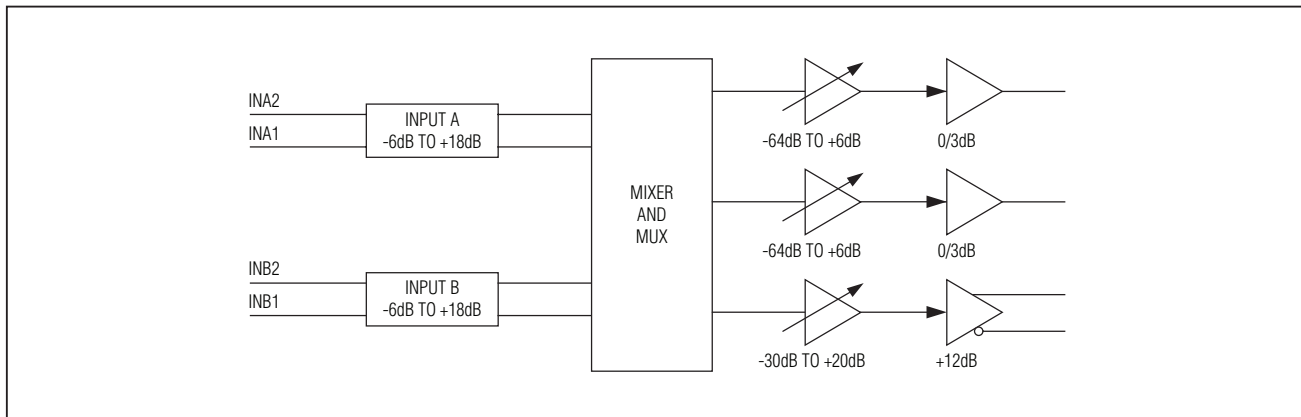 INA2
INA1
INPUT A
-6dB TO +18dB
INB2
INB1
INPUT B
-6dB TO +18dB
MIXER
AND
MUX
-64dB TO +6dB
0/3dB
-64dB TO +6dB
0/3dB
-30dB TO +20dB
+12dB